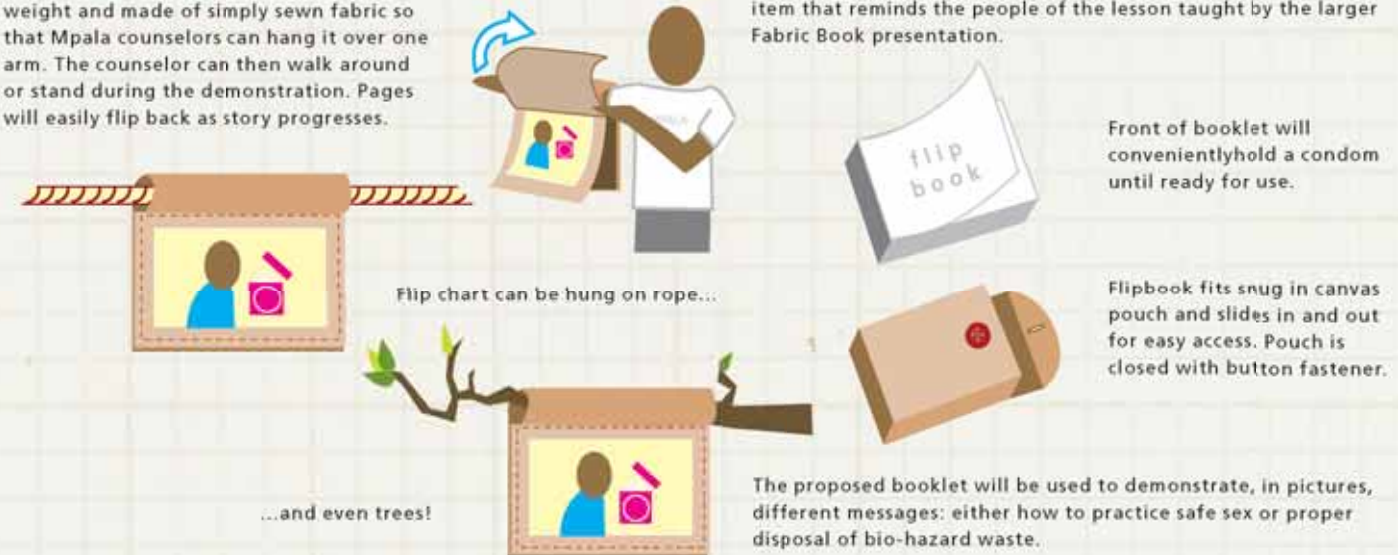 weight and made of simply sewn fabric so
that Mpala counselors can hang it over one
arm. The counselor can then walk around
or stand during the demonstration. Pages
will easily flip back as story progresses.
Flip chart can be hung on rope...
...and even trees!
item that reminds the people of the lesson taught by the larger
Fabric Book presentation.
flip
book
Front of booklet will
convenientlyhold a condom
until ready for use.
Flipbook fits snug in canvas
pouch and slides in and out
for easy access. Pouch is
closed with button fastener.
The proposed booklet will be used to demonstrate, in pictures,
different messages: either how to practice safe sex or proper
disposal of bio-hazard waste.